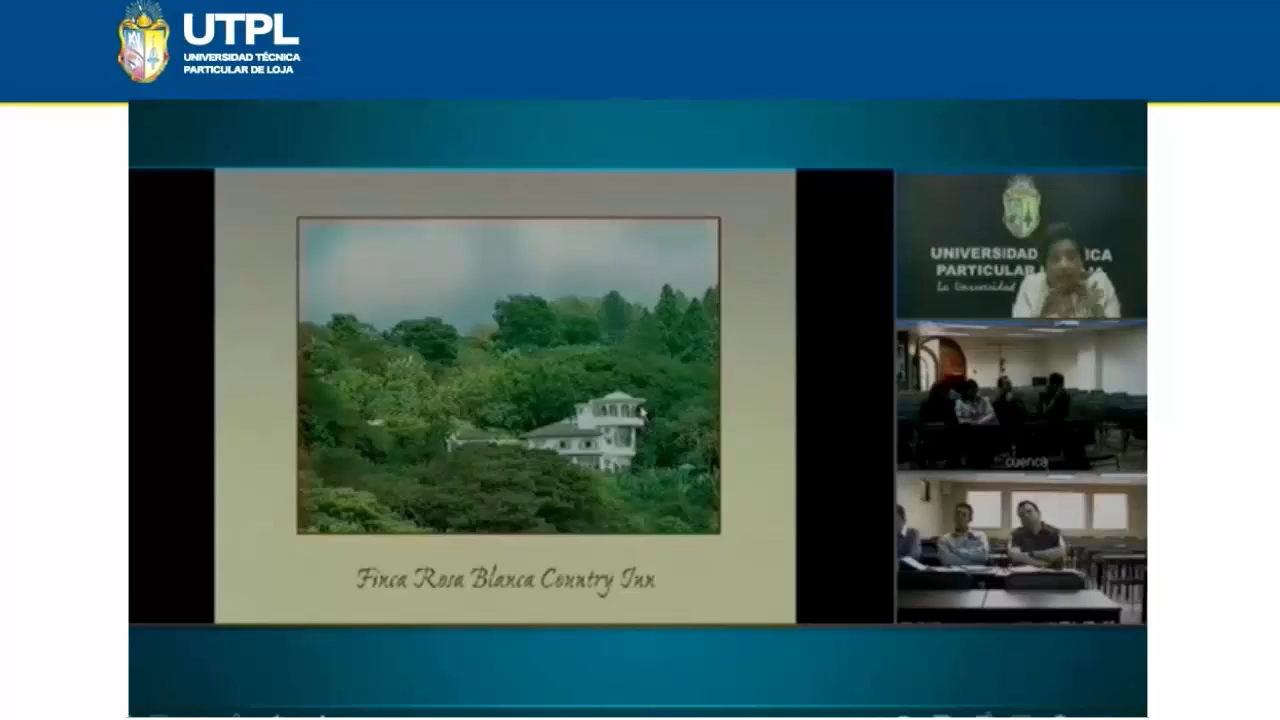 UTPL
UNIVERSIDAD TÉCNICA
PARTICULAR DE LOJA
UNIVERSIDAD
PARTICULAR
La Universidad
cuenca
Finca Rosa Blanca Country Inn